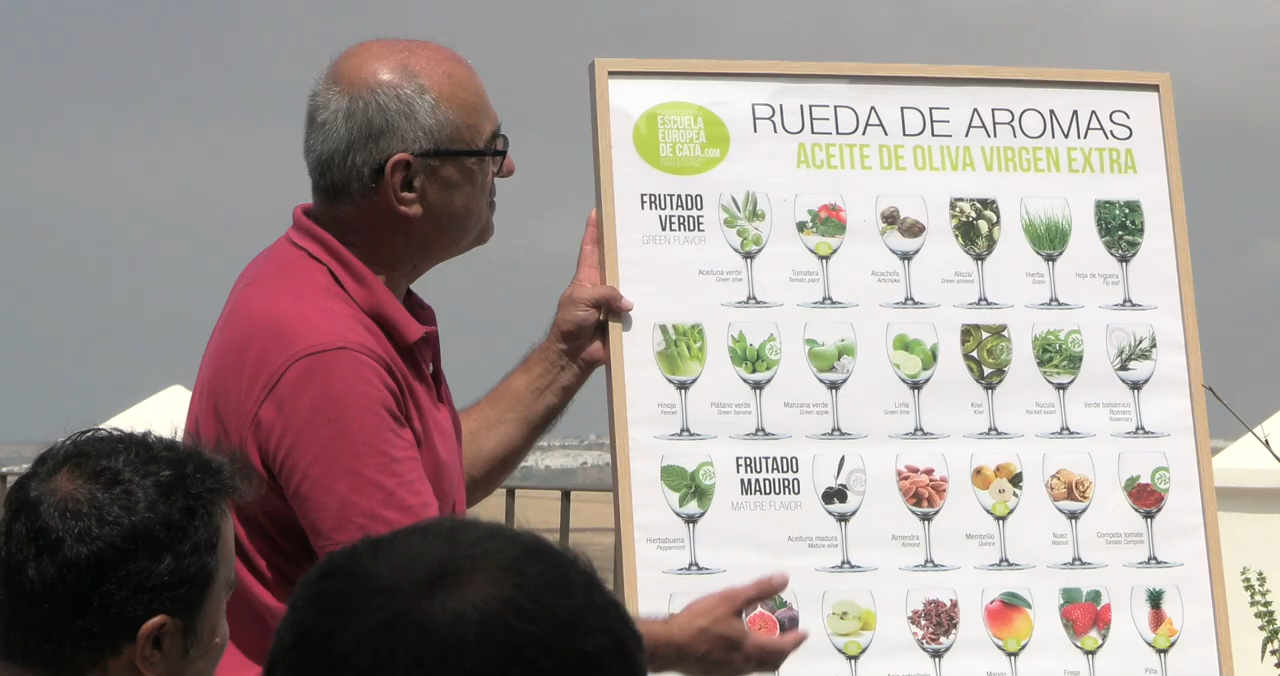 ESCUELA
EUROPEA
DE CATA.com
RUEDA DE AROMAS
ACEITE DE OLIVA VIRGEN EXTRA
FRUTADO
VERDE
GREEN FLAVOR
Aceituna verde
Green olive
Tomatera
Tomato plant
Alcachofa
Artichoke
Alloza/
Green almond
Hierba
Grass
Hoja de higuera
Fig leaf
Hinojo
Fennel
Plátano verde
Green banana
Manzana verde
Green apple
Lima
Green lime
Kiwi
Kiwi
Rúcula
Rocket salad
Verde balsámico
Romero
Rosemary
Hierbabuena
Peppermint
FRUTADO
MADURO
MATURE FLAVOR
Aceituna madura
Mature olive
Almendra
Almond
Membrillo
Quince
Nuez
Walnut
Compota tomate
Tomato Compote
Mango
Fresa
Piña